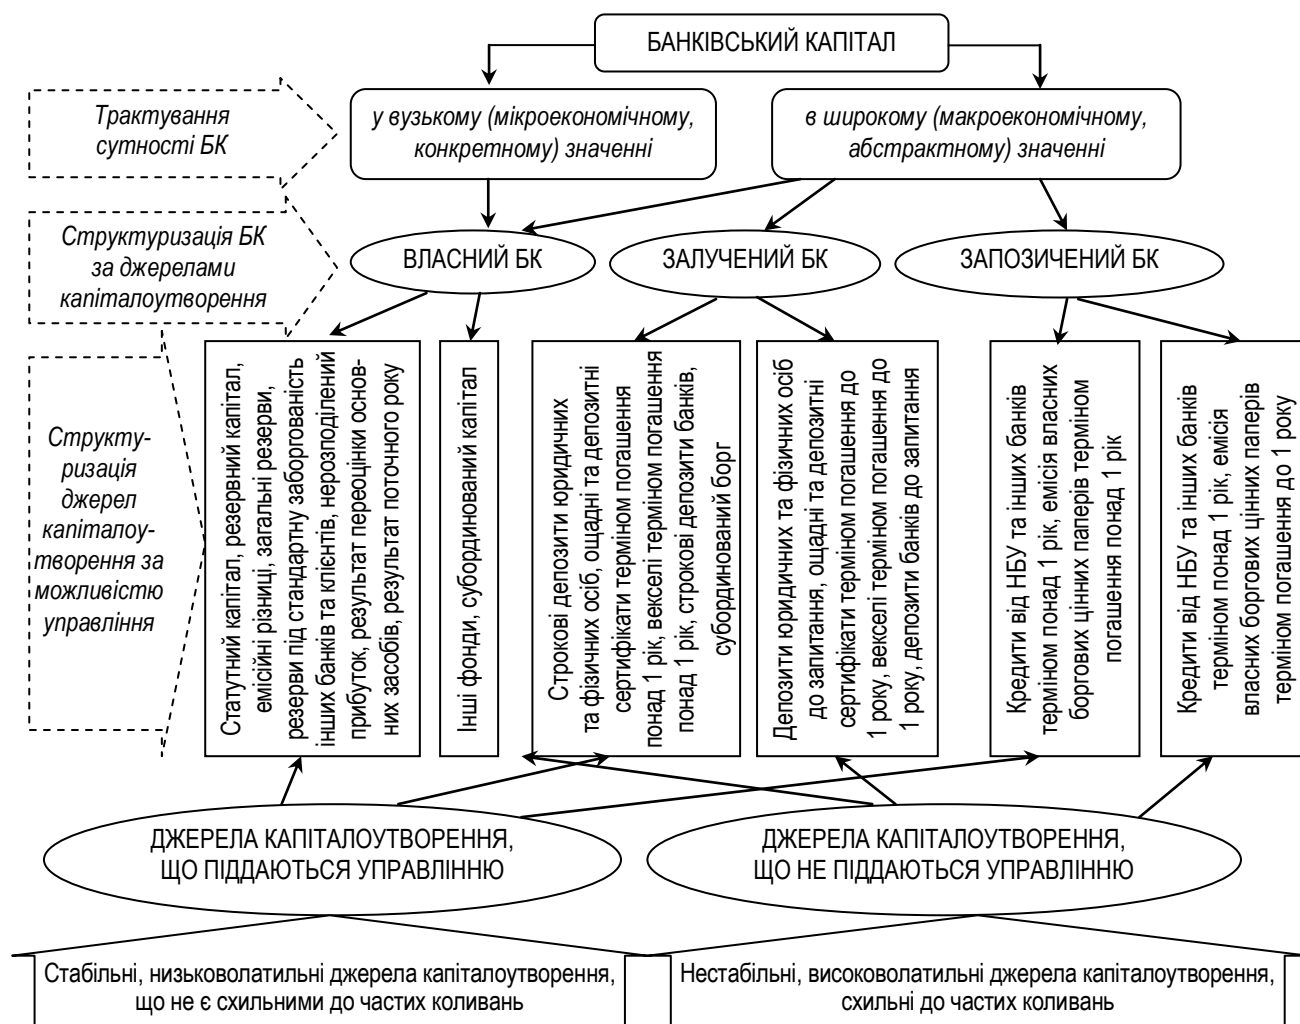 БАНКІВСЬКИЙ КАПІТАЛ
Трактування
сутності БК
у вузькому (мікроекономічному,
конкретному) значенні
в широкому (макроекономічному,
абстрактному) значенні
Структуризація БК
за джерелами
капіталоутворення
ВЛАСНИЙ БК
ЗАЛУЧЕНИЙ БК
ЗАПОЗИЧЕНИЙ БК
Структу-
ризація
джерел
капіталоу-
творення за
можливістю
управління
Статутний капітал, резервний капітал,
емісійні різниці, загальні резерви,
резерви під стандартну заборгованість
інших банків та клієнтів, нерозподілений
прибуток, результат переоцінки основ-
них засобів, результат поточного року
Інші фонди, субординований капітал
Строкові депозити юридичних
та фізичних осіб, ощадні та депозитні
сертифікати терміном погашення
понад 1 рік, векселі терміном погашення
понад 1 рік, строкові депозити банків,
субординований борг
Депозити юридичних та фізичних осіб
до запитання, ощадні та депозитні
сертифікати терміном погашення до
1 року, векселі терміном погашення до
1 року, депозити банків до запитання
Кредити від НБУ та інших банків
терміном понад 1 рік, емісія власних
боргових цінних паперів терміном
погашення понад 1 рік
Кредити від НБУ та інших банків
терміном понад 1 рік, емісія
власних боргових цінних паперів
терміном погашення до 1 року
ДЖЕРЕЛА КАПІТАЛОУТВОРЕННЯ,
ЩО ПІДДАЮТЬСЯ УПРАВЛІННЮ
ДЖЕРЕЛА КАПІТАЛОУТВОРЕННЯ,
ЩО НЕ ПІДДАЮТЬСЯ УПРАВЛІННЮ
Стабільні, низьковолатильні джерела капіталоутворення,
що не є схильними до частих коливань
Нестабільні, високоволатильні джерела капіталоутворення,
схильні до частих коливань